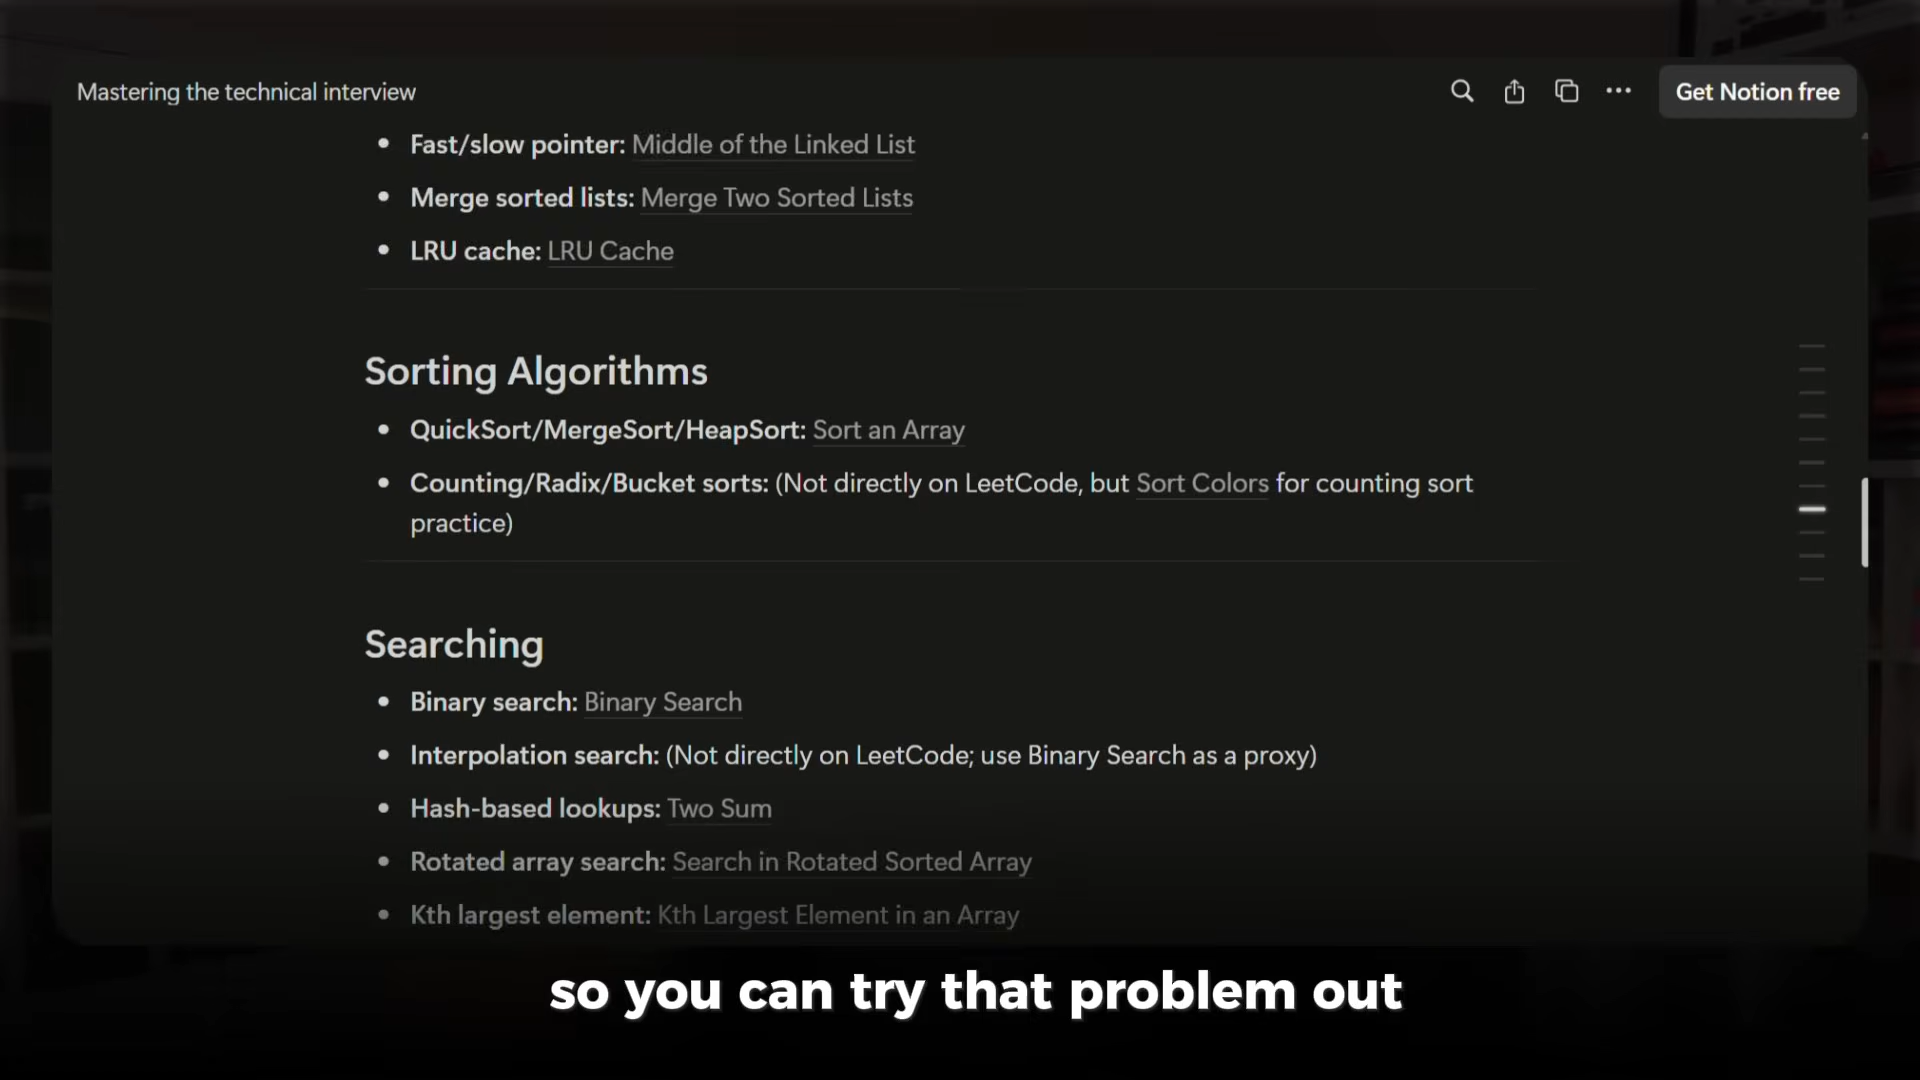 Mastering the technical interview
Get Notion free
• Fast/slow pointer: Middle of the Linked List
• Merge sorted lists: Merge Two Sorted Lists
• LRU cache: LRU Cache
Sorting Algorithms
• QuickSort/MergeSort/HeapSort: Sort an Array
• Counting/Radix/Bucket sorts: (Not directly on LeetCode, but Sort Colors for counting sort
practice)
Searching
• Binary search: Binary Search
• Interpolation search: (Not directly on LeetCode; use Binary Search as a proxy)
• Hash-based lookups: Two Sum
• Rotated array search: Search in Rotated Sorted Array
• Kth largest element: Kth Largest Element in an Array
so you can try that problem out